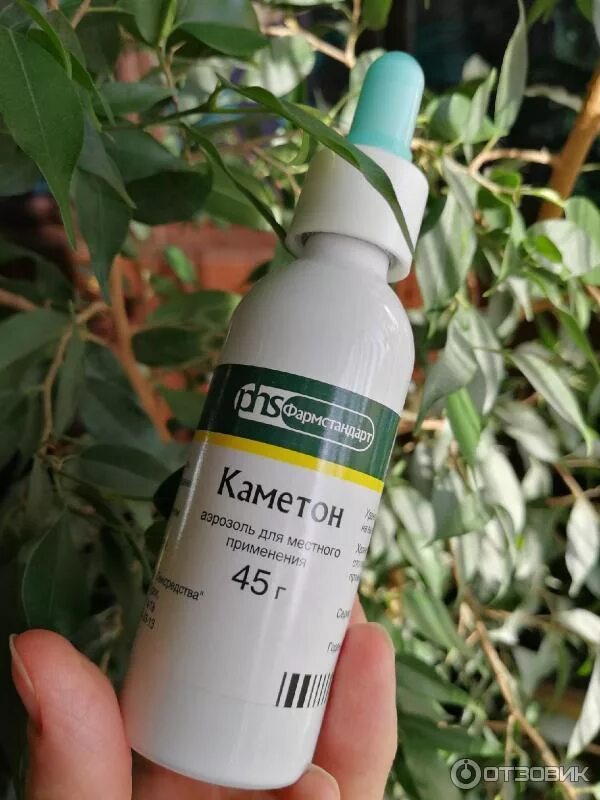 phs Фармстандарт
Каметон
аэрозоль для местного
применения
45 г
ОТЗОВИК